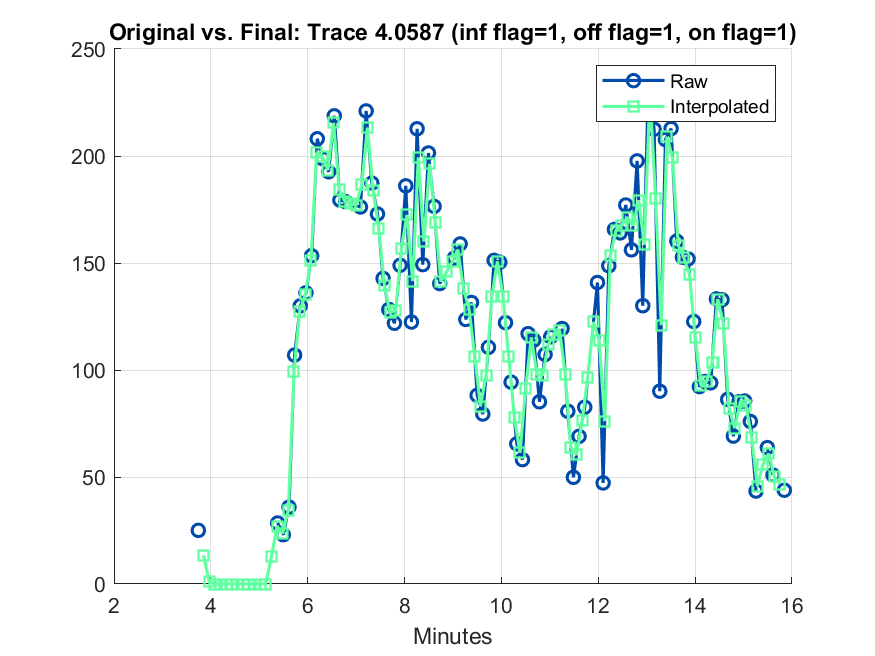 Original vs. Final: Trace 4.0587 (inf flag=1, off flag=1, on flag=1)
250
200
150
100
50
0
Raw
Interpolated
2 4 6 8 10 12 14 16
Minutes